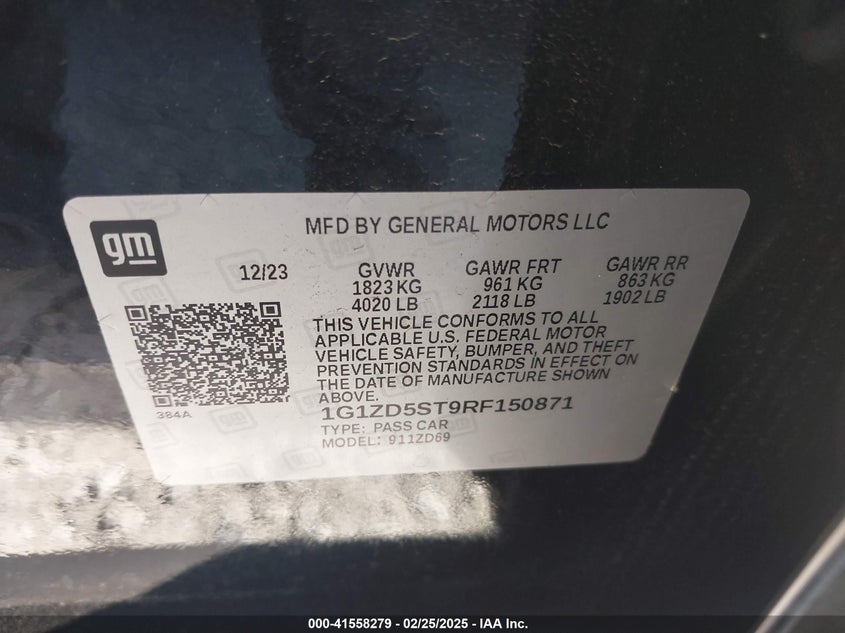 gm
MFD BY GENERAL MOTORS LLC
12/23
GVWR
1823 KG
4020 LB
GAWR FRT
961 KG
2118 LB
GAWR RR
863 KG
1902 LB
THIS VEHICLE CONFORMS TO ALL
APPLICABLE U.S. FEDERAL MOTOR
VEHICLE SAFETY, BUMPER, AND THEFT
PREVENTION STANDARDS IN EFFECT ON
THE DATE OF MANUFACTURE SHOWN
ABOVE.
384A
1G1ZD5ST9RF150871
TYPE: PASS CAR
MODEL: 911ZD69
000-41558279 - 02/25/2025 - IAA Inc.